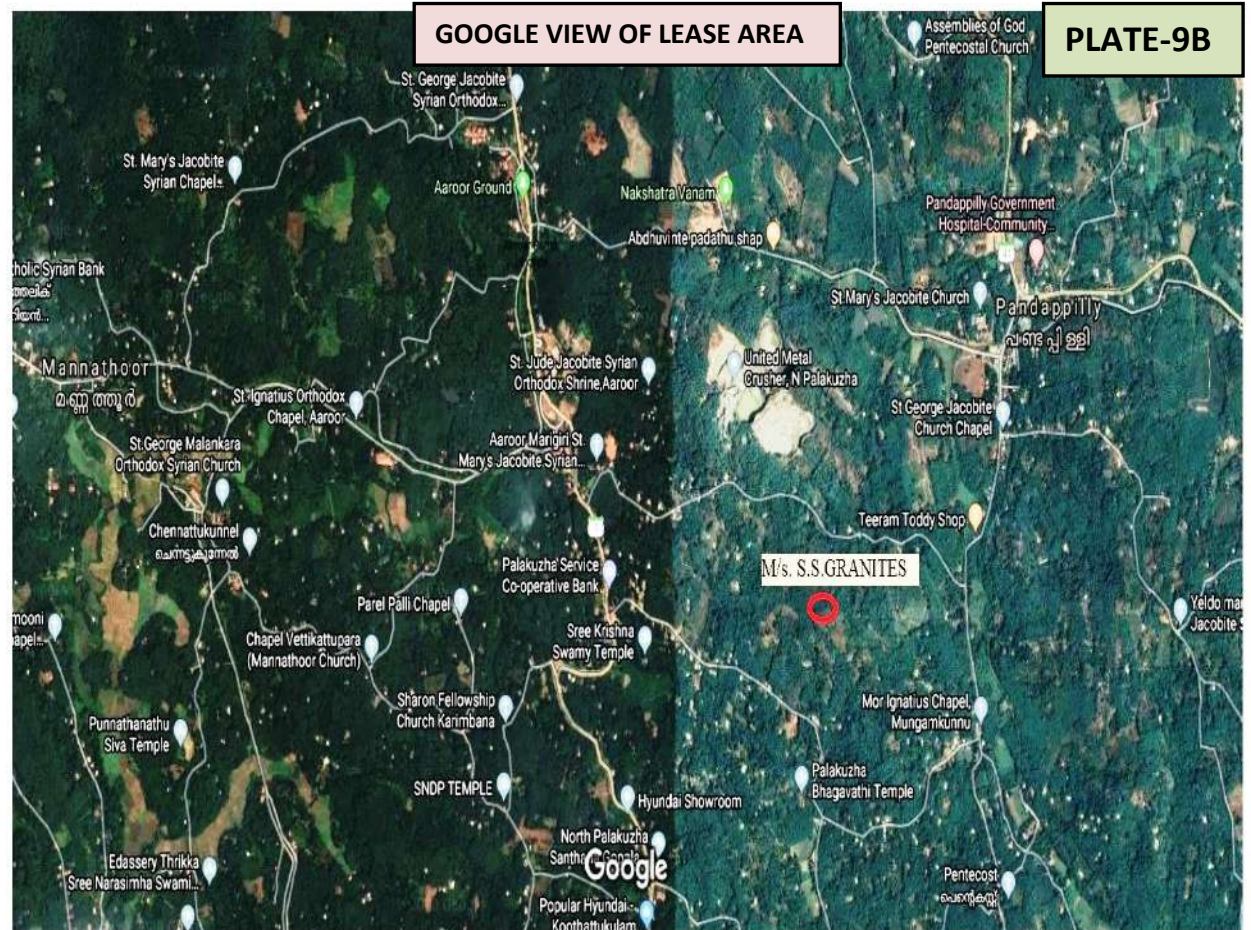 GOOGLE VIEW OF LEASE AREA
PLATE-9B
Assemblies of God
Pentecostal Church
St. George Jacobite
Syrian Orthodox...
St. Mary's Jacobite
Syrian Chapel...
Aaroor Ground
Nakshatra Vanam
Pandappilly Government
Hospital-Community...
Abdhuvinte padathu shap
tholic Syrian Bank
St.Mary's Jacobite Church
Pandappilly
പണ്ടപ്പിള്ളി
United Metal
Crusher, N Palakuzha
St. Jude Jacobite Syrian
Orthodox Shrine,Aaroor
Mannathoor
മണ്ണത്തൂർ
St. Ignatius Orthodox
Chapel, Aaroor
St George Jacobite
Church Chapel
St.George Malankara
Orthodox Syrian Church
Aaroor Marigiri St.
Mary's Jacobite Syrian...
Teeram Toddy Shop
Chennattukunnel
ചെന്നട്ടുകുന്നേൽ
Palakuzha Service
Co-operative Bank
M/s. S.S.GRANITES
Parel Palli Chapel
mooni
apel...
Chapel Vettikattupara
(Mannathoor Church)
Sree Krishna
Swamy Temple
Yeldo mar
Jacobite S
Sharon Fellowship
Church Karimbana
Mor Ignatius Chapel,
Mungamkunnu
Punnathanathu
Siva Temple
SNDP TEMPLE
Hyundai Showroom
Palakuzha
Bhagavathi Temple
North Palakuzha
Google
Edassery Thrikka
Sree Narasimha Swami...
Pentecost
പെന്തെകസ്ത്
Popular Hyundai -
Koothattukulam